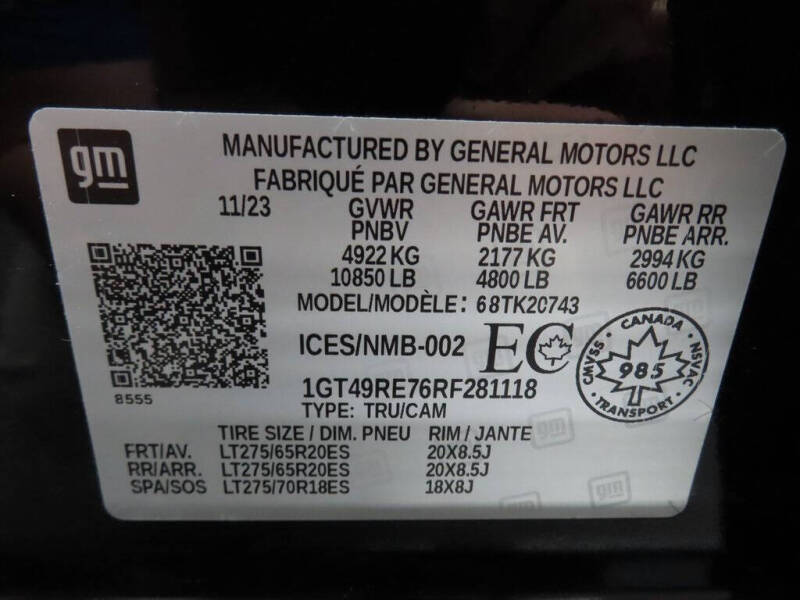 gm
MANUFACTURED BY GENERAL MOTORS LLC
FABRIQUÉ PAR GENERAL MOTORS LLC
11/23 GVWR GAWR FRT GAWR RR
PNBV PNBE AV. PNBE ARR.
4922 KG 2177 KG 2994 KG
10850 LB 4800 LB 6600 LB
MODEL/MODÈLE: 68TK20743
ICES/NMB-002 EC
CANADA
CMVSS · NSVAC
985
TRANSPORT
8555
1GT49RE76RF281118
TYPE: TRU/CAM
TIRE SIZE / DIM. PNEU RIM / JANTE
FRT/AV. LT275/65R20ES 20X8.5J
RR/ARR. LT275/65R20ES 20X8.5J
SPA/SOS LT275/70R18ES 18X8J
gm
gm